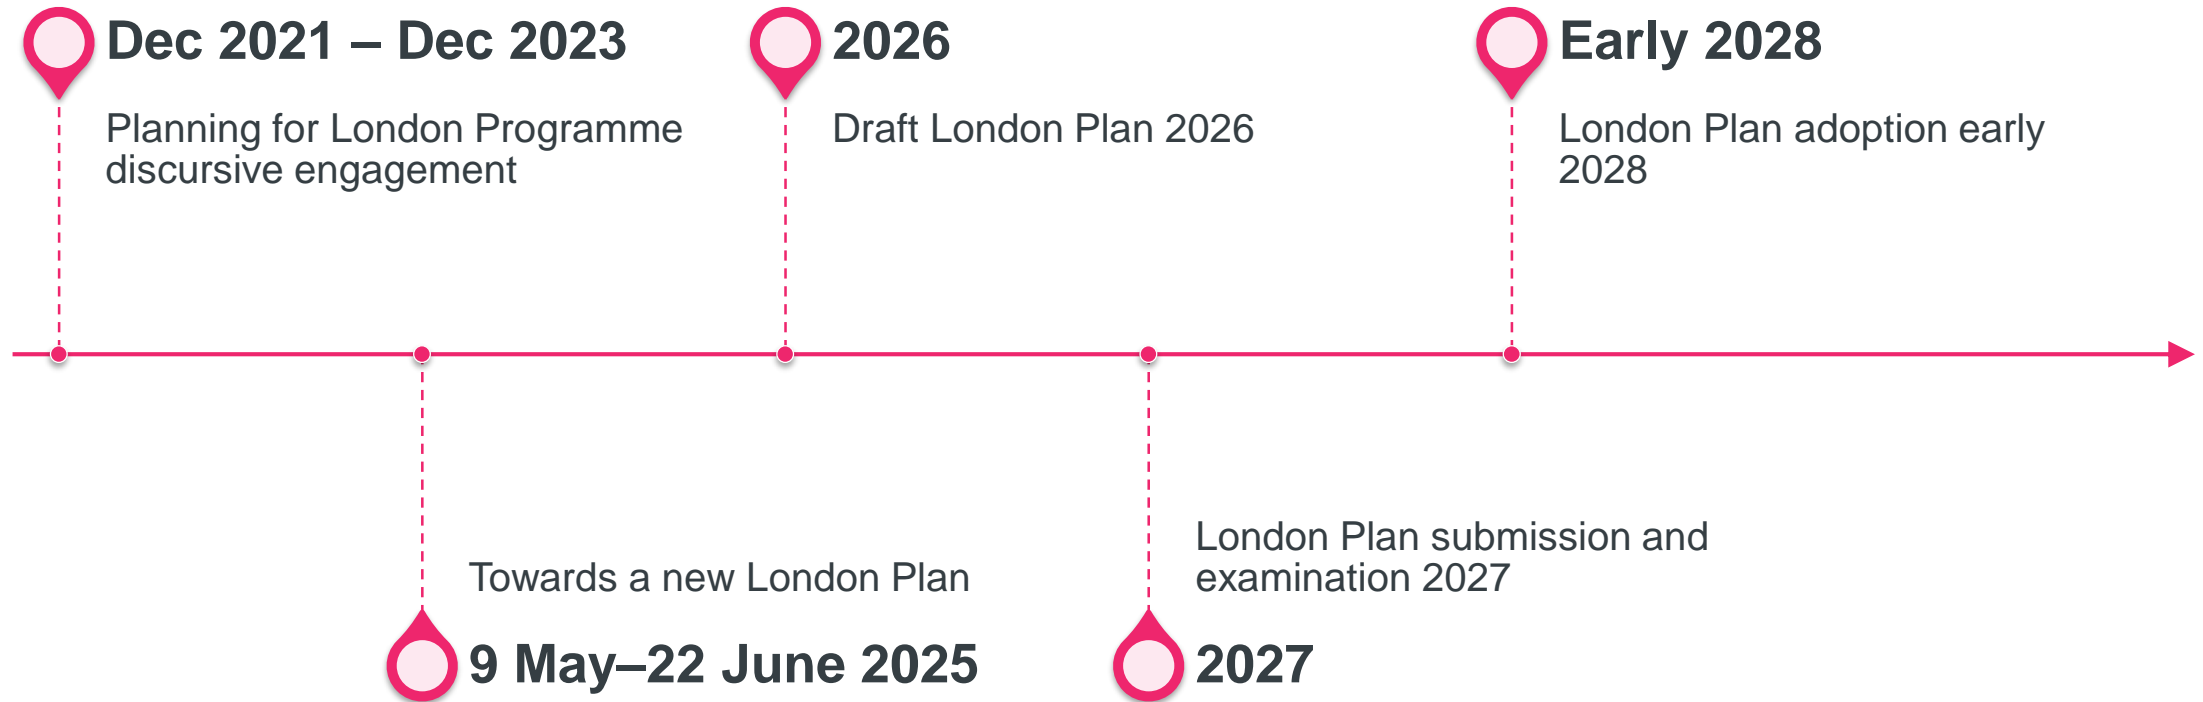 Dec 2021 – Dec 2023
Planning for London Programme
discursive engagement
Towards a new London Plan
9 May–22 June 2025
2026
Draft London Plan 2026
London Plan submission and
examination 2027
2027
Early 2028
London Plan adoption early
2028